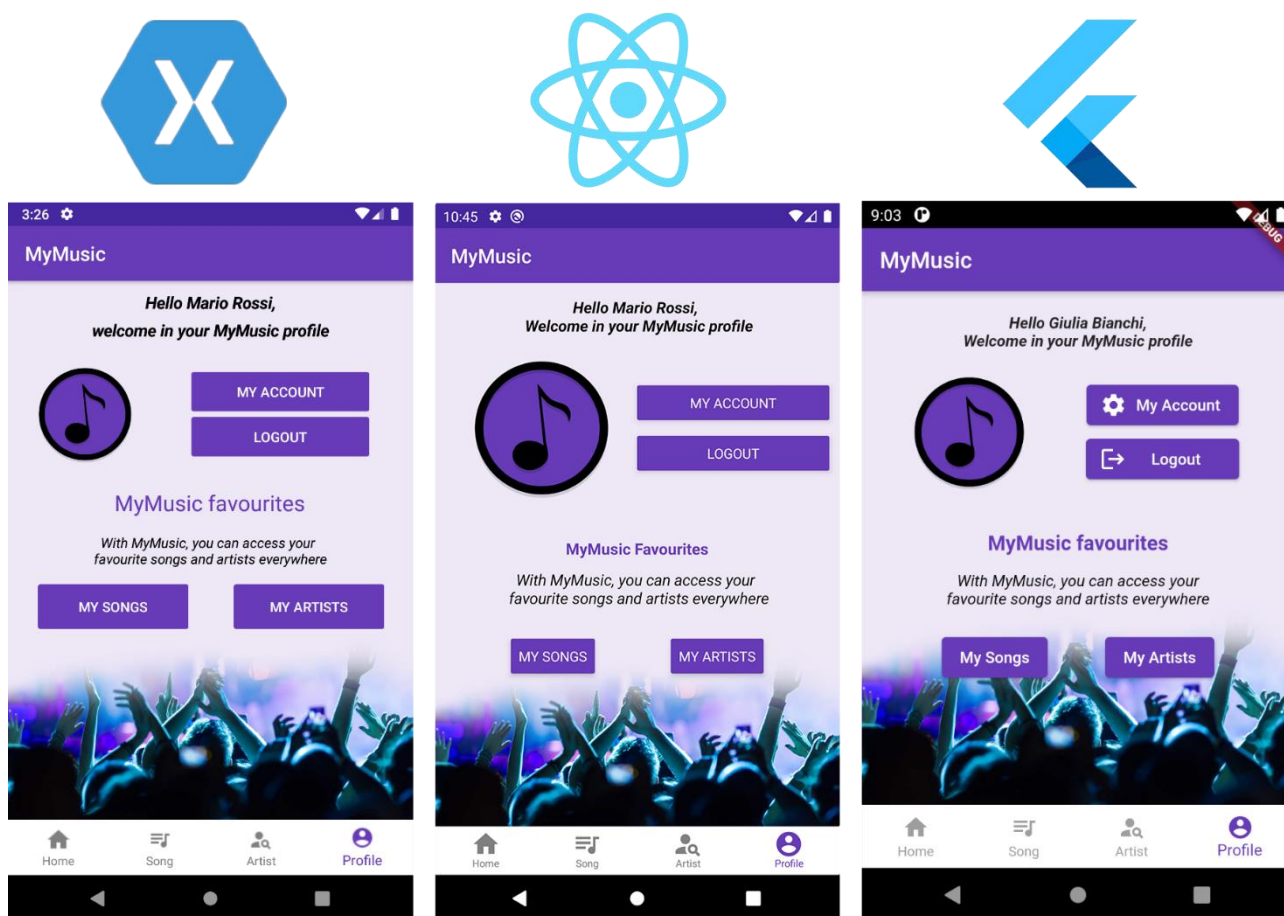 3:26
MyMusic
Hello Mario Rossi,
welcome in your MyMusic profile
MY ACCOUNT
LOGOUT
MyMusic favourites
With MyMusic, you can access your
favourite songs and artists everywhere
MY SONGS
MY ARTISTS
Home
Song
Artist
Profile
10:45
MyMusic
Hello Mario Rossi,
Welcome in your MyMusic profile
MY ACCOUNT
LOGOUT
MyMusic Favourites
With MyMusic, you can access your
favourite songs and artists everywhere
MY SONGS
MY ARTISTS
Home
Song
Artist
Profile
9:03
DEBUG
MyMusic
Hello Giulia Bianchi,
Welcome in your MyMusic profile
My Account
Logout
MyMusic favourites
With MyMusic, you can access your
favourite songs and artists everywhere
My Songs
My Artists
Home
Song
Artist
Profile